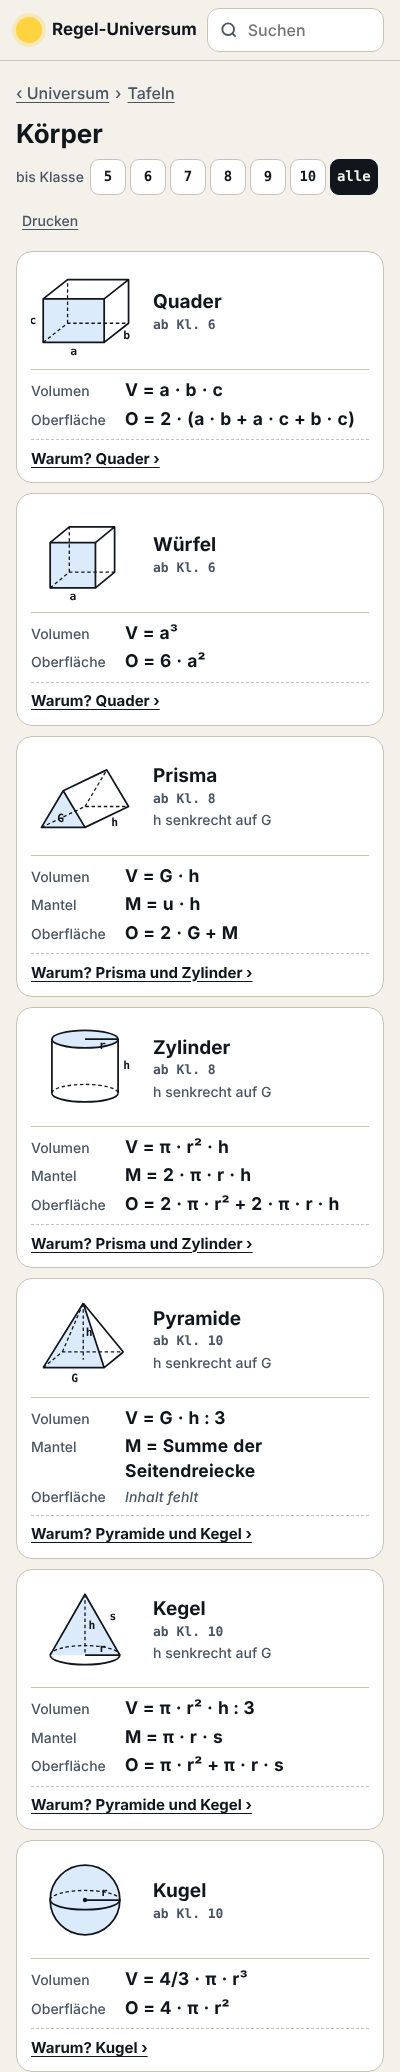 Regel-Universum
Suchen
‹ Universum › Tafeln
Körper
bis Klasse 5 6 7 8 9 10 alle
Drucken
c
b
a
Quader
ab Kl. 6
Volumen V = a · b · c
Oberfläche O = 2 · (a · b + a · c + b · c)
Warum? Quader ›
a
Würfel
ab Kl. 6
Volumen V = a³
Oberfläche O = 6 · a²
Warum? Quader ›
G
h
Prisma
ab Kl. 8
h senkrecht auf G
Volumen V = G · h
Mantel M = u · h
Oberfläche O = 2 · G + M
Warum? Prisma und Zylinder ›
r
h
Zylinder
ab Kl. 8
h senkrecht auf G
Volumen V = π · r² · h
Mantel M = 2 · π · r · h
Oberfläche O = 2 · π · r² + 2 · π · r · h
Warum? Prisma und Zylinder ›
h
G
Pyramide
ab Kl. 10
h senkrecht auf G
Volumen V = G · h : 3
Mantel M = Summe der
Seitendreiecke
Oberfläche Inhalt fehlt
Warum? Pyramide und Kegel ›
s
h
r
Kegel
ab Kl. 10
h senkrecht auf G
Volumen V = π · r² · h : 3
Mantel M = π · r · s
Oberfläche O = π · r² + π · r · s
Warum? Pyramide und Kegel ›
r
Kugel
ab Kl. 10
Volumen V = 4/3 · π · r³
Oberfläche O = 4 · π · r²
Warum? Kugel ›